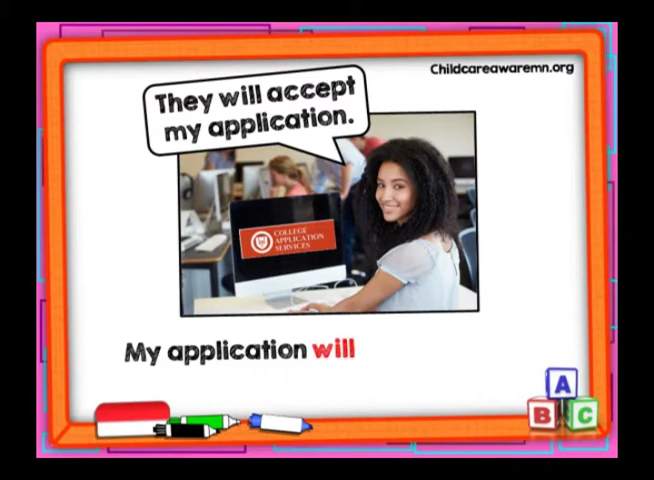 Childcareawaremn.org
They will accept
my application.
COLLEGE
APPLICATION
SERVICES
My application will
A
B C